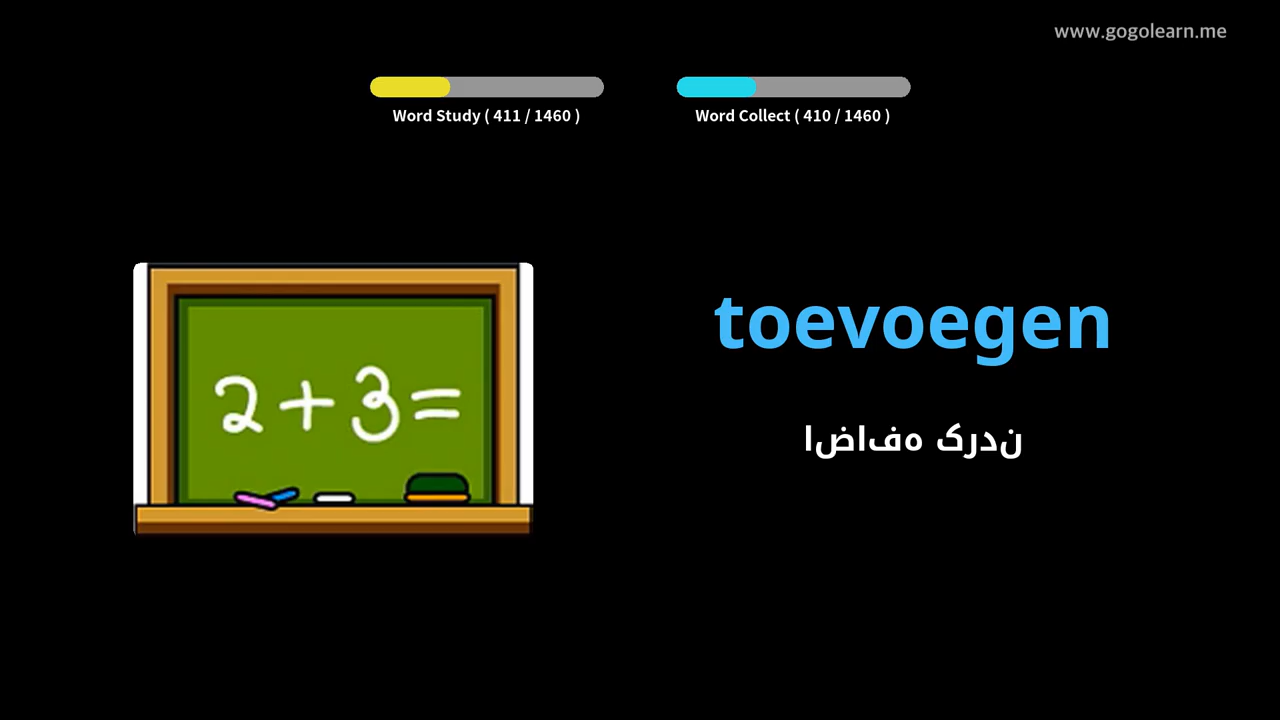 www.gogolearn.me
Word Study ( 411 / 1460 )
Word Collect ( 410 / 1460 )
2+3=
toevoegen
اضافه کردن